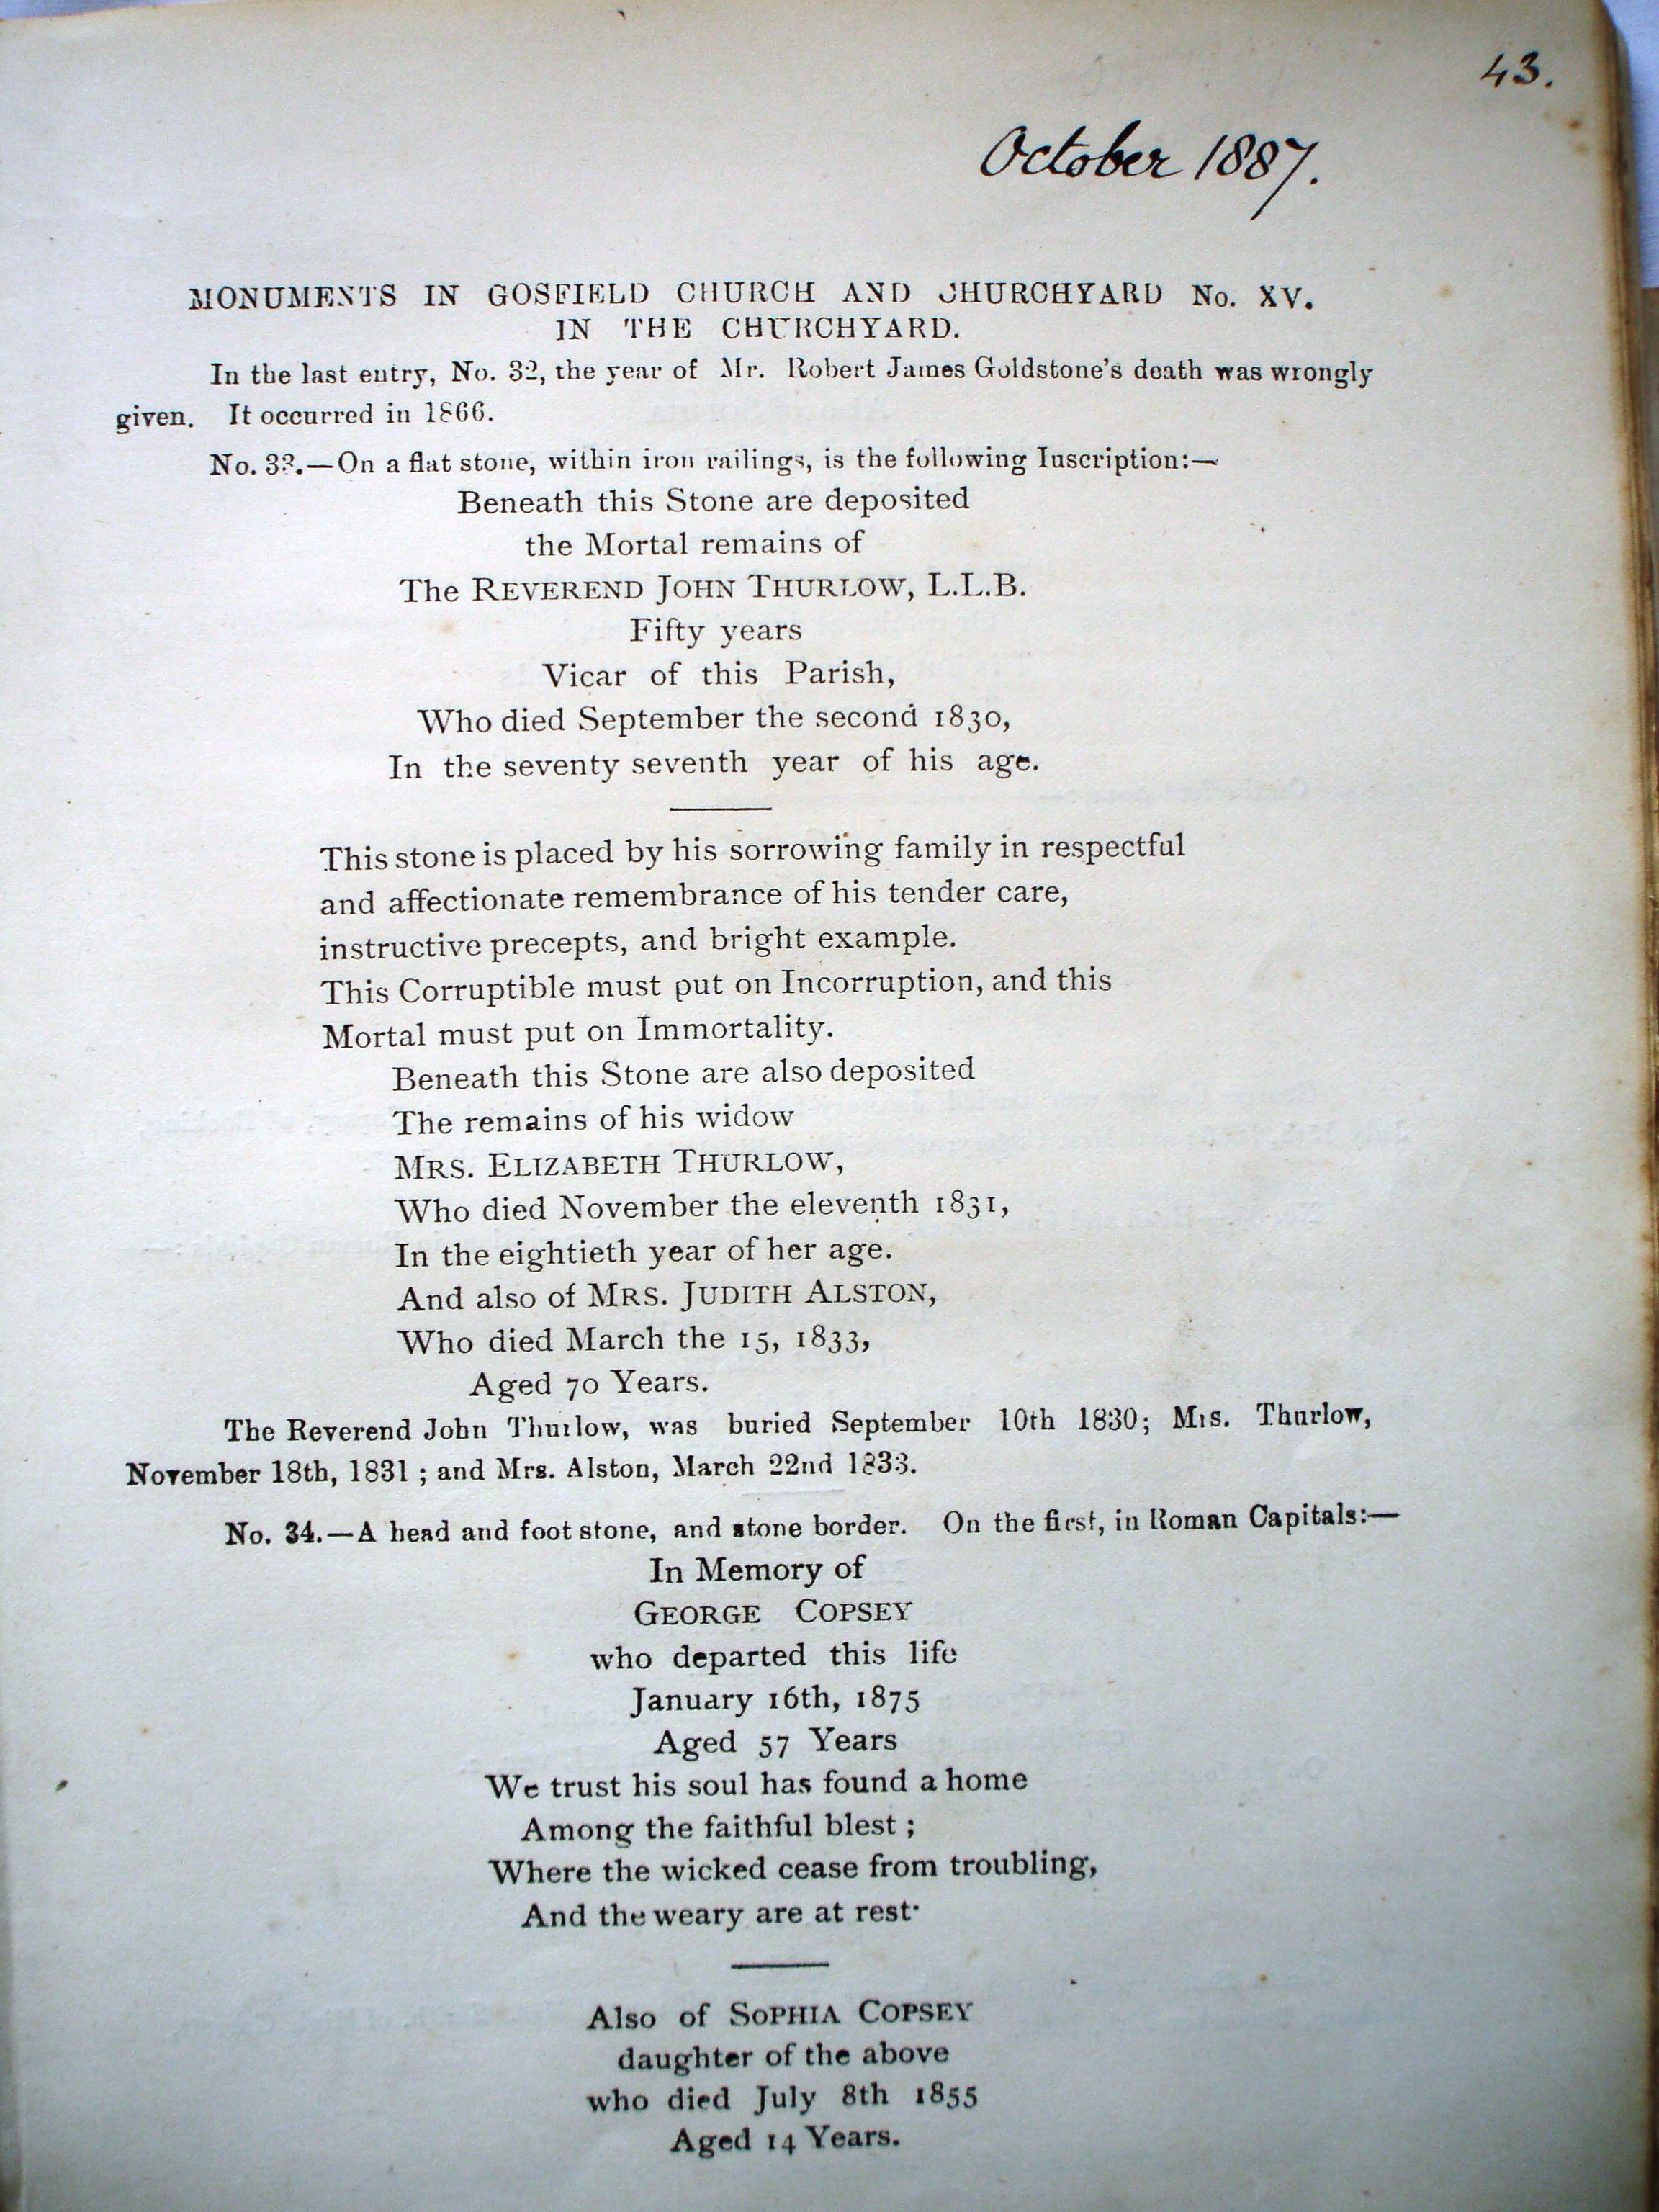 43.
October 1887.
MONUMENTS IN GOSFIELD CHURCH AND CHURCHYARD No. XV.
IN THE CHURCHYARD.
In the last entry, No. 32, the year of Mr. Robert James Goldstone's death was wrongly
given. It occurred in 1866.
No. 33.—On a flat stone, within iron railings, is the following Inscription:—
Beneath this Stone are deposited
the Mortal remains of
The REVEREND JOHN THURLOW, L.L.B.
Fifty years
Vicar of this Parish,
Who died September the second 1830,
In the seventy seventh year of his age.
This stone is placed by his sorrowing family in respectful
and affectionate remembrance of his tender care,
instructive precepts, and bright example.
This Corruptible must put on Incorruption, and this
Mortal must put on Immortality.
Beneath this Stone are also deposited
The remains of his widow
MRS. ELIZABETH THURLOW,
Who died November the eleventh 1831,
In the eightieth year of her age.
And also of MRS. JUDITH ALSTON,
Who died March the 15, 1833,
Aged 70 Years.
The Reverend John Thurlow, was buried September 10th 1830; Mrs. Thurlow,
November 18th, 1831; and Mrs. Alston, March 22nd 1833.
No. 34.—A head and foot stone, and stone border. On the first, in Roman Capitals:—
In Memory of
GEORGE COPSEY
who departed this life
January 16th, 1875
Aged 57 Years
We trust his soul has found a home
Among the faithful blest;
Where the wicked cease from troubling,
And the weary are at rest·
Also of SOPHIA COPSEY
daughter of the above
who died July 8th 1855
Aged 14 Years.